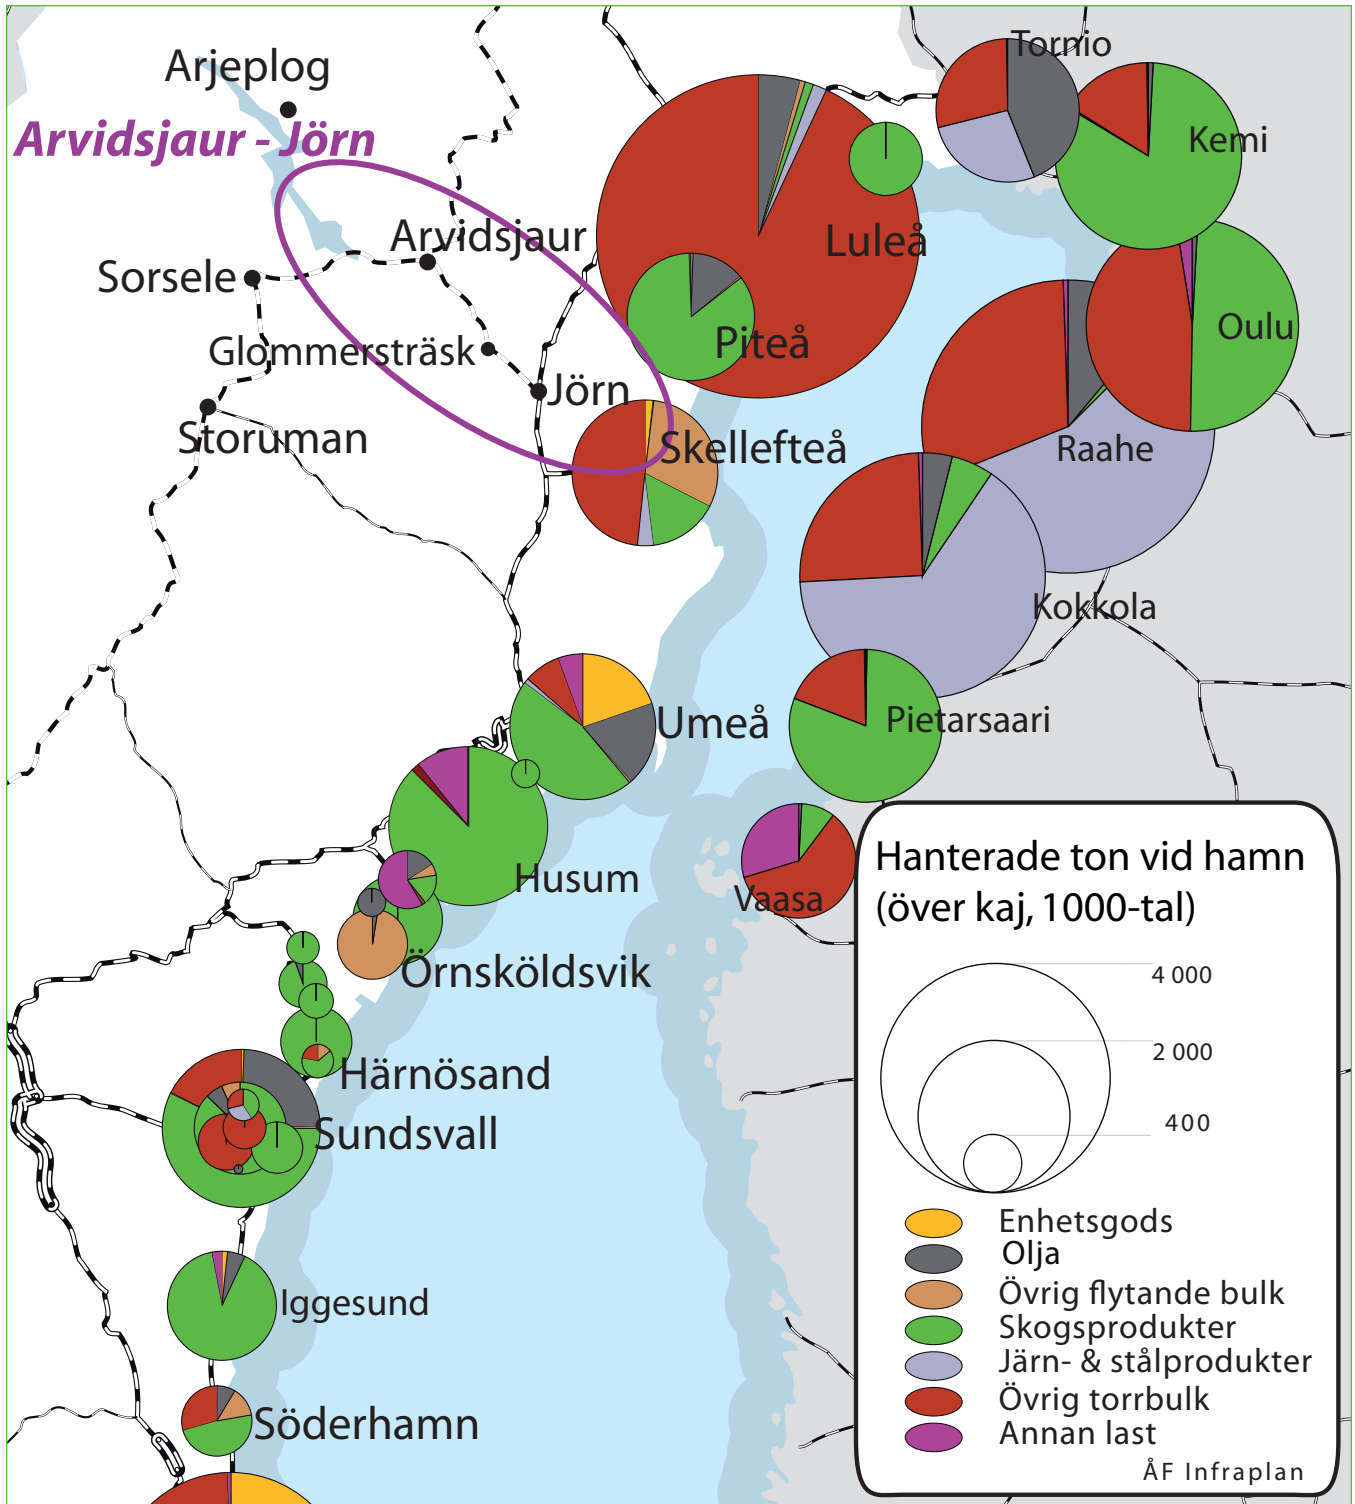 Tornio
Arjeplog
Arvidsjaur - Jörn
Kemi
Arvidsjaur
Luleå
Sorsele
Oulu
Glommersträsk
Piteå
Jörn
Storuman
Skellefteå
Raahe
Kokkola
Umeå
Pietarsaari
Husum
Vaasa
Örnsköldsvik
Härnösand
Sundsvall
Iggesund
Söderhamn
Hanterade ton vid hamn
(över kaj, 1000-tal)
4 000
2 000
400
Enhetsgods
Olja
Övrig flytande bulk
Skogsprodukter
Järn- & stålprodukter
Övrig torrbulk
Annan last
ÅF Infraplan